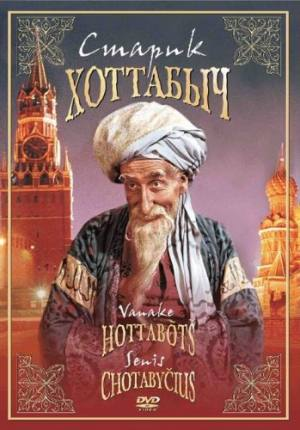 Старик
ХОТТАБЫЧ
Vanake
HOTTABÕTS
Senis
CHOTABYČIUS
DVD
VIDEO